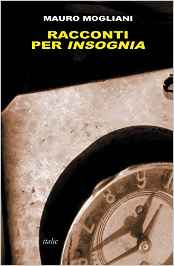 MAURO MOGLIANI
RACCONTI
PER INSOGNIA
italic